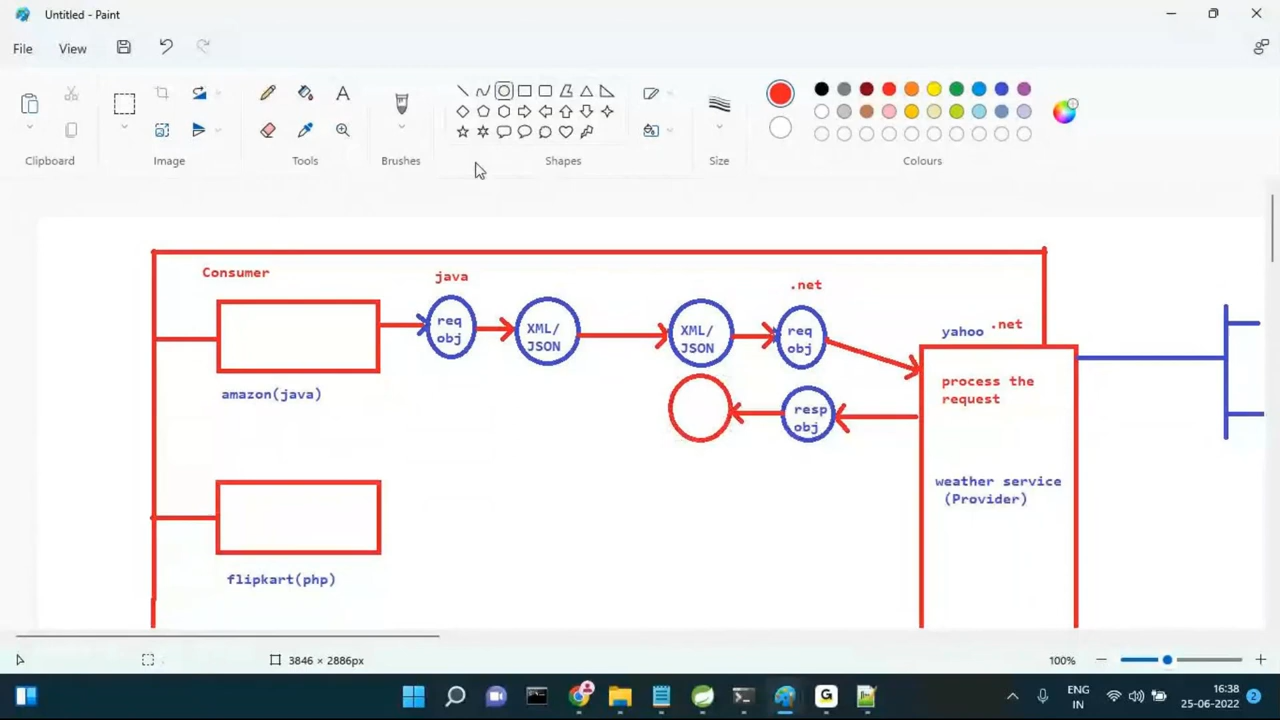 Untitled - Paint
File
View
Clipboard
Image
Tools
Brushes
Shapes
Size
Colours
Consumer
java
.net
req
obj
XML/
JSON
XML/
JSON
req
obj
yahoo .net
amazon(java)
process the
request
resp
obj
weather service
(Provider)
flipkart(php)
3846 × 2886px
100%
ENG
IN
16:38
25-06-2022
2